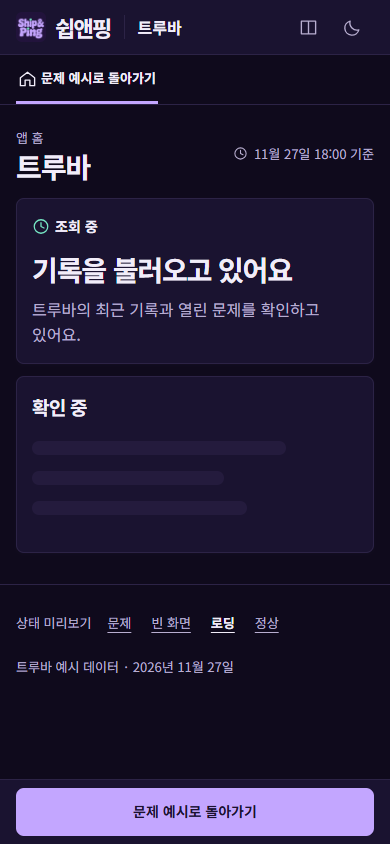 Ship&
Ping
쉽앤핑
트루바
문제 예시로 돌아가기
앱 홈
트루바
11월 27일 18:00 기준
조회 중
기록을 불러오고 있어요
트루바의 최근 기록과 열린 문제를 확인하고
있어요.
확인 중
상태 미리보기 문제 빈 화면 로딩 정상
트루바 예시 데이터 · 2026년 11월 27일
문제 예시로 돌아가기